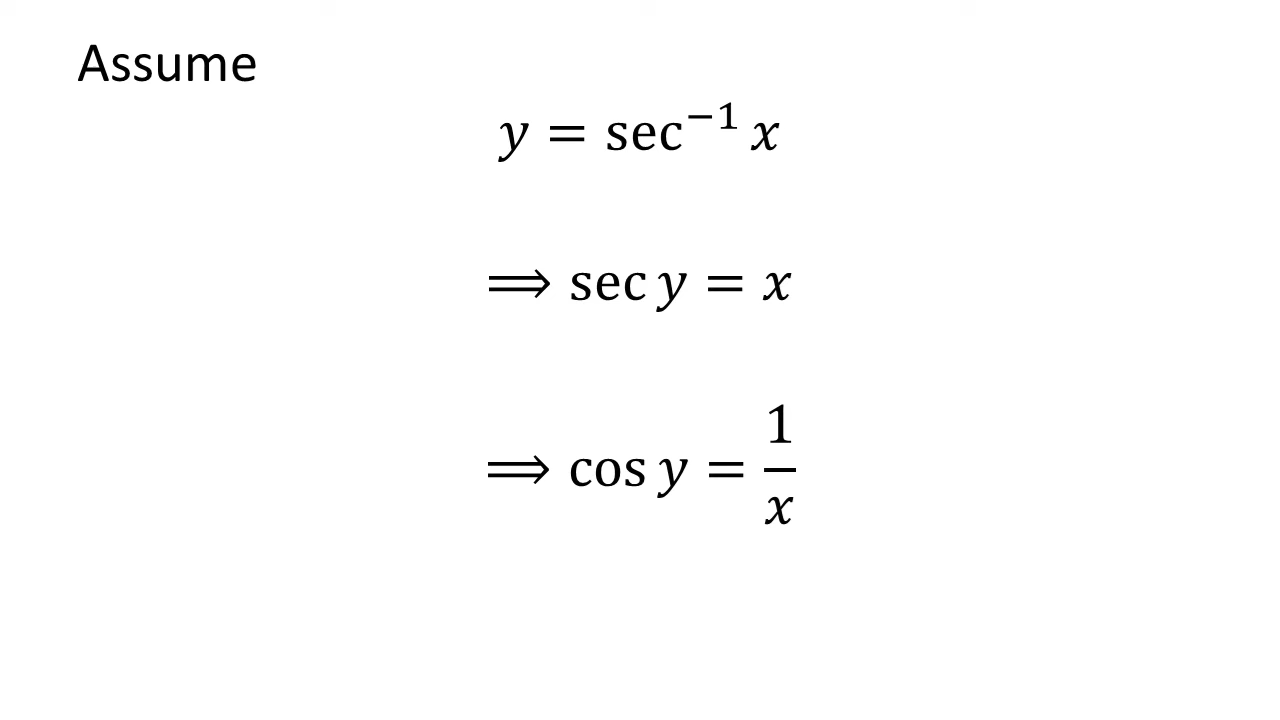 Assume
y = sec⁻¹ x
⟹ sec y = x
⟹ cos y = 1/x